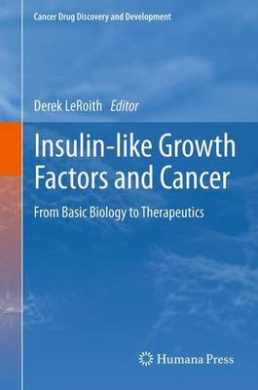 Cancer Drug Discovery and Development
Derek LeRoith Editor
Insulin-like Growth
Factors and Cancer
From Basic Biology to Therapeutics
Humana Press